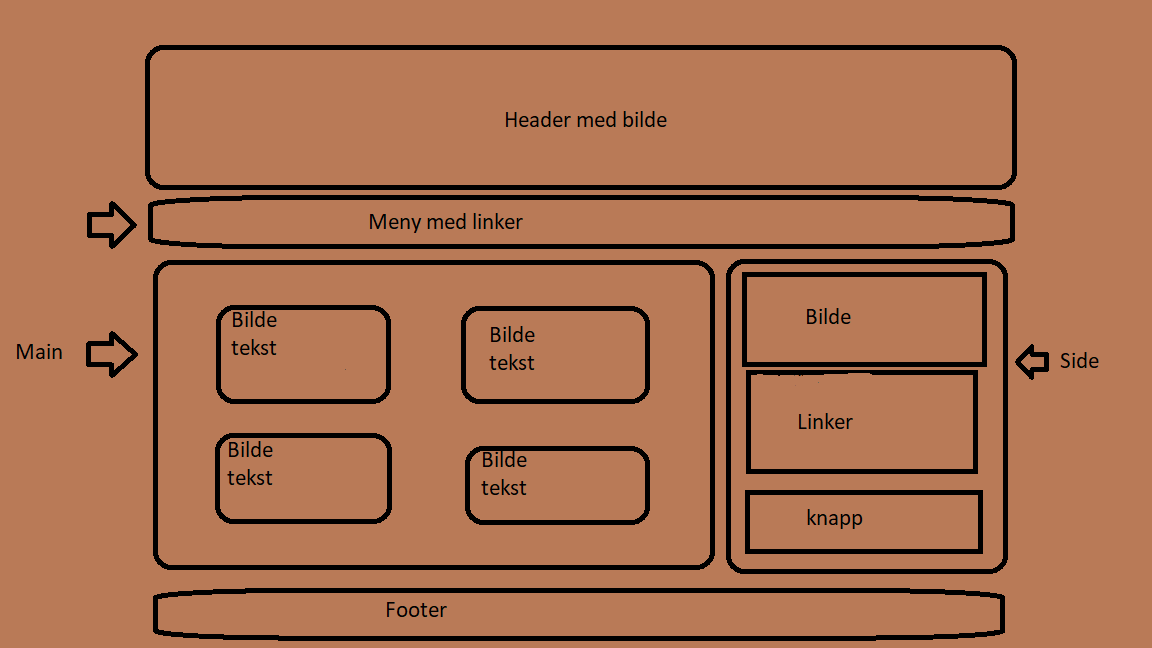 Header med bilde
Meny med linker
Main
Bilde
tekst
Bilde
tekst
Bilde
tekst
Bilde
tekst
Bilde
Linker
knapp
Side
Footer